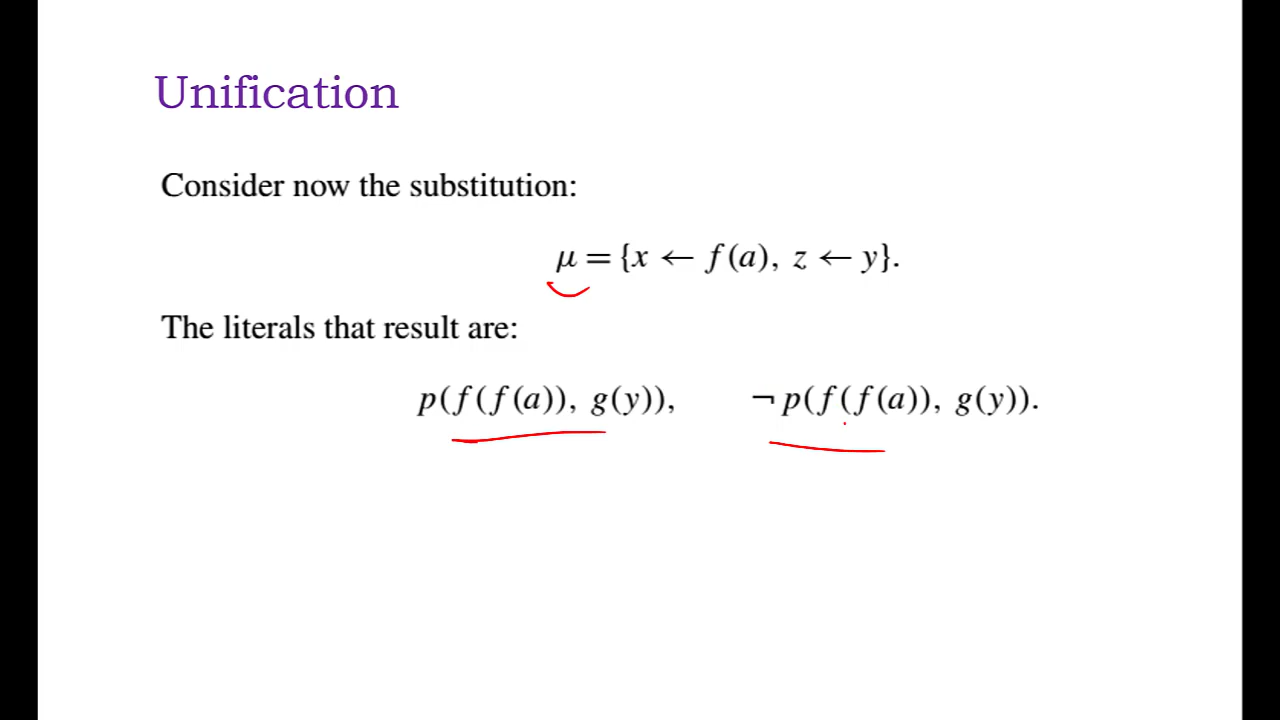 Unification
Consider now the substitution:
μ = {x ← f(a), z ← y}.
The literals that result are:
p(f(f(a)), g(y)), ¬ p(f(f(a)), g(y)).